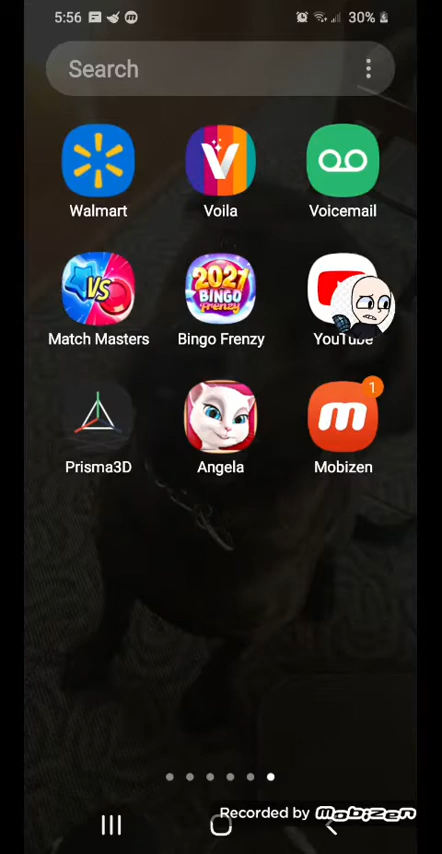 5:56
30%
Search
Walmart
Voila
Voicemail
VS
2021
BINGO
Frenzy
Match Masters
Bingo Frenzy
YouTube
1
Prisma3D
Angela
Mobizen
Recorded by mobizen